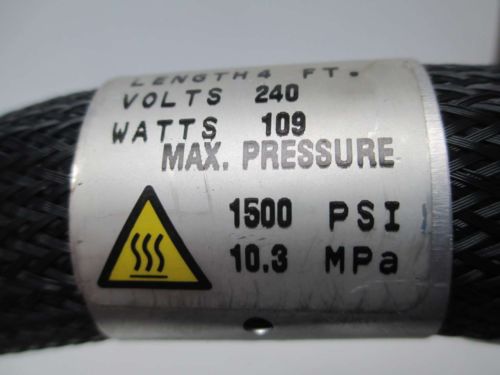 LENGTH 4 FT.
VOLTS 240
WATTS 109
MAX. PRESSURE
1500 PSI
10.3 MPa